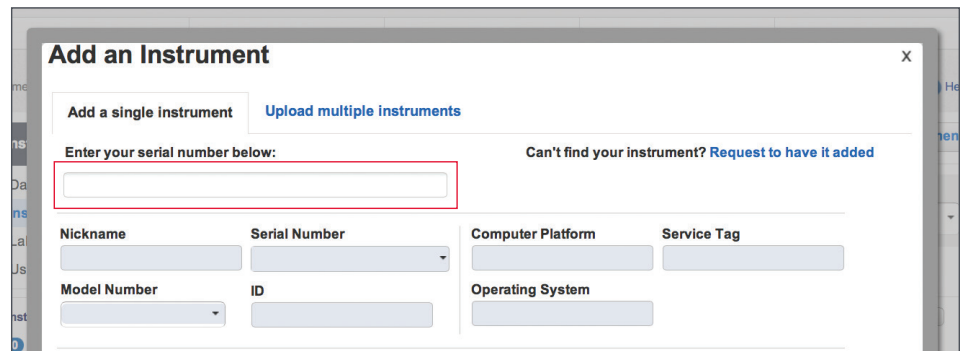 Add an Instrument
X
Add a single instrument
Upload multiple instruments
Enter your serial number below:
Can't find your instrument? Request to have it added
Nickname
Serial Number
Computer Platform
Service Tag
Model Number
ID
Operating System